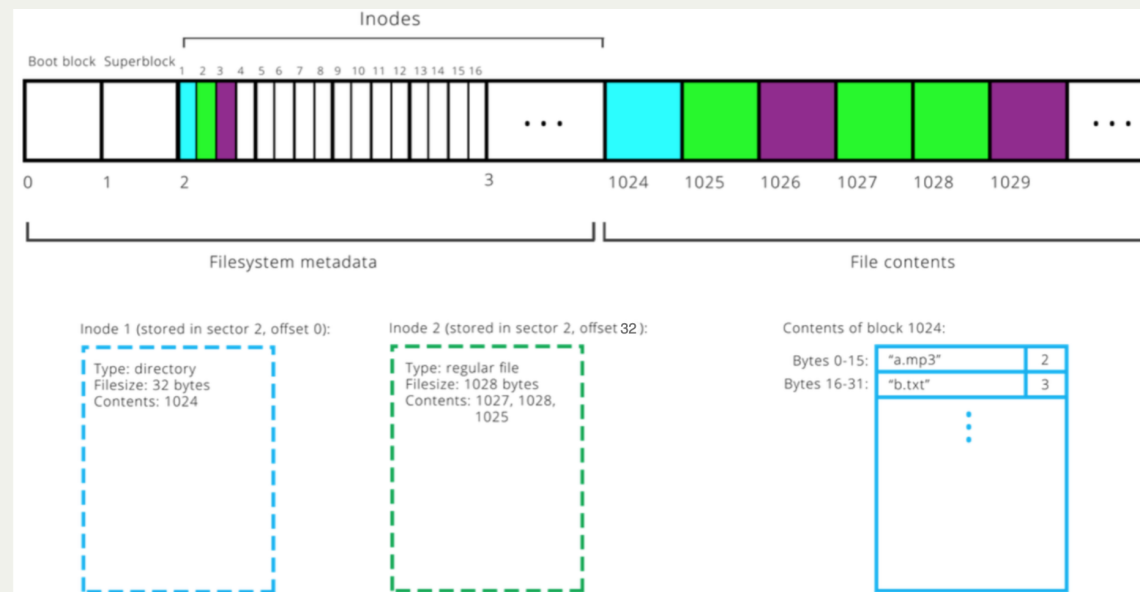 Inodes
Boot block Superblock
1 2 3 4 5 6 7 8 9 10 11 12 13 14 15 16
0 1 2 3 1024 1025 1026 1027 1028 1029
Filesystem metadata
File contents
Inode 1 (stored in sector 2, offset 0):
Type: directory
Filesize: 32 bytes
Contents: 1024
Inode 2 (stored in sector 2, offset 32 ):
Type: regular file
Filesize: 1028 bytes
Contents: 1027, 1028,
1025
Contents of block 1024:
Bytes 0-15: “a.mp3” 2
Bytes 16-31: “b.txt” 3